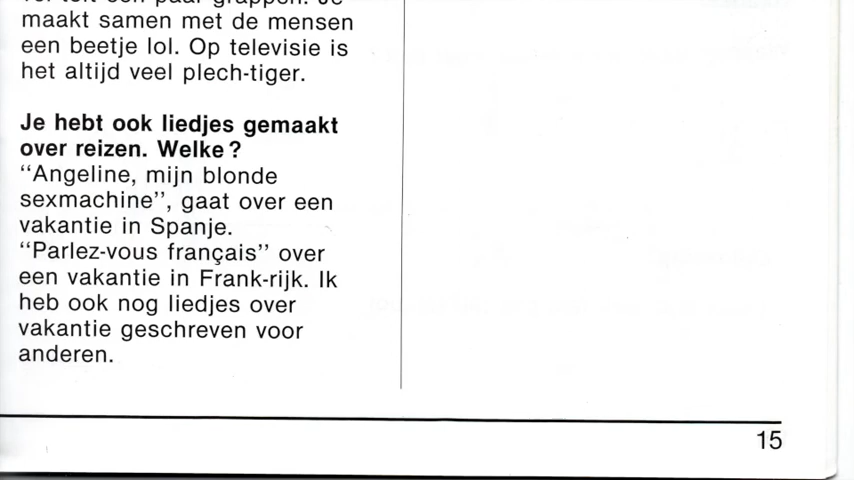 maakt samen met de mensen
een beetje lol. Op televisie is
het altijd veel plech-tiger.
Je hebt ook liedjes gemaakt
over reizen. Welke?
“Angeline, mijn blonde
sexmachine”, gaat over een
vakantie in Spanje.
“Parlez-vous français” over
een vakantie in Frank-rijk. Ik
heb ook nog liedjes over
vakantie geschreven voor
anderen.
15